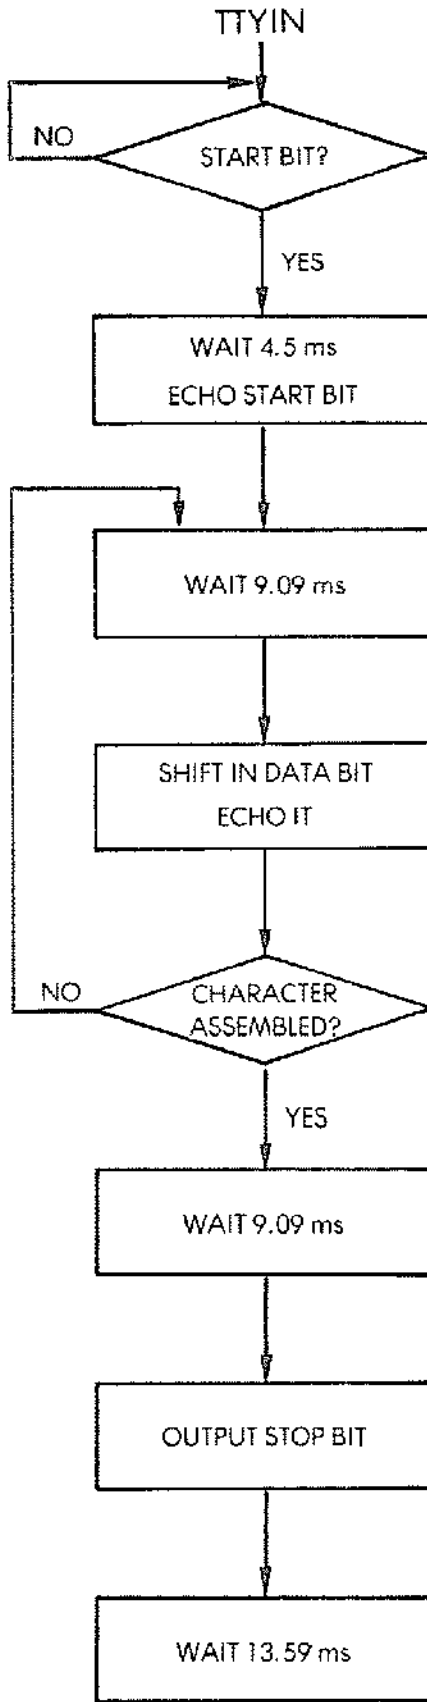 TTYIN
NO
START BIT?
YES
WAIT 4.5 ms
ECHO START BIT
WAIT 9.09 ms
SHIFT IN DATA BIT
ECHO IT
NO
CHARACTER
ASSEMBLED?
YES
WAIT 9.09 ms
OUTPUT STOP BIT
WAIT 13.59 ms